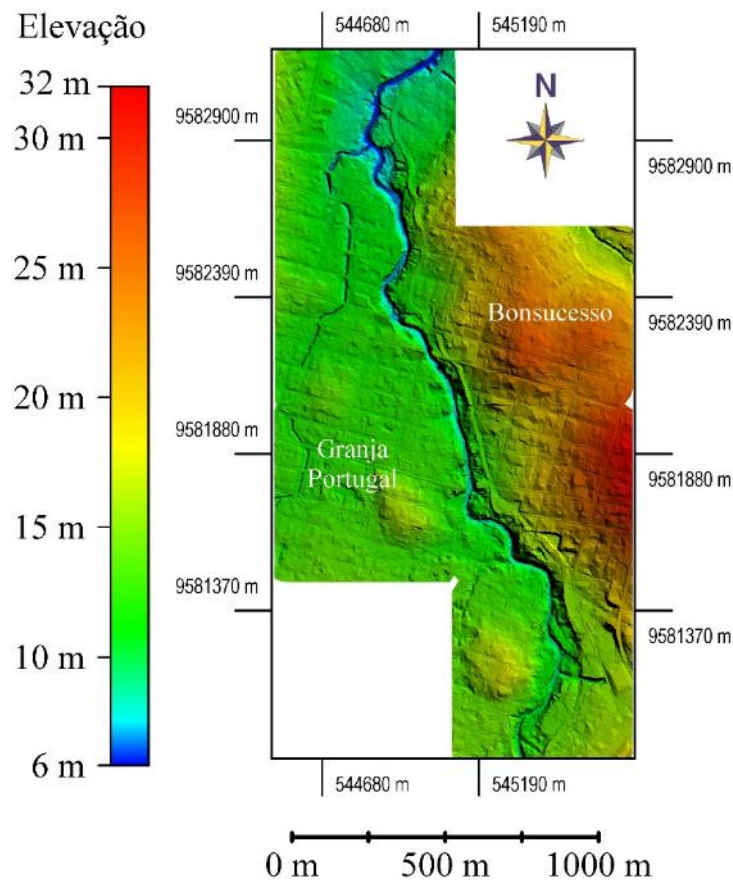 Elevação
32 m
30 m
25 m
20 m
15 m
10 m
6 m
544680 m
545190 m
9582900 m
9582390 m
9581880 m
9581370 m
N
Bonsucesso
Granja
Portugal
9582900 m
9582390 m
9581880 m
9581370 m
544680 m
545190 m
0 m
500 m
1000 m